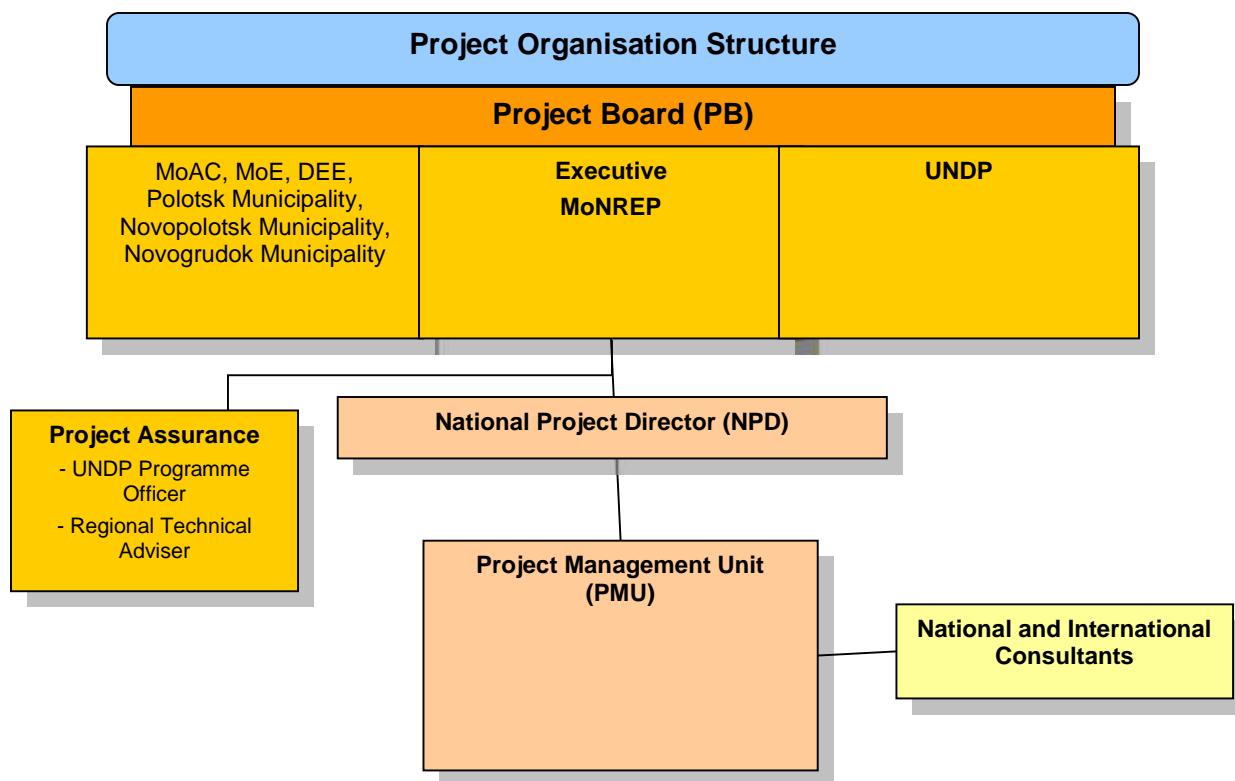 Project Organisation Structure
Project Board (PB)
MoAC, MoE, DEE,
Polotsk Municipality,
Novopolotsk Municipality,
Novogrudok Municipality
Executive
MoNREP
UNDP
Project Assurance
- UNDP Programme
Officer
- Regional Technical
Adviser
National Project Director (NPD)
Project Management Unit
(PMU)
National and International
Consultants